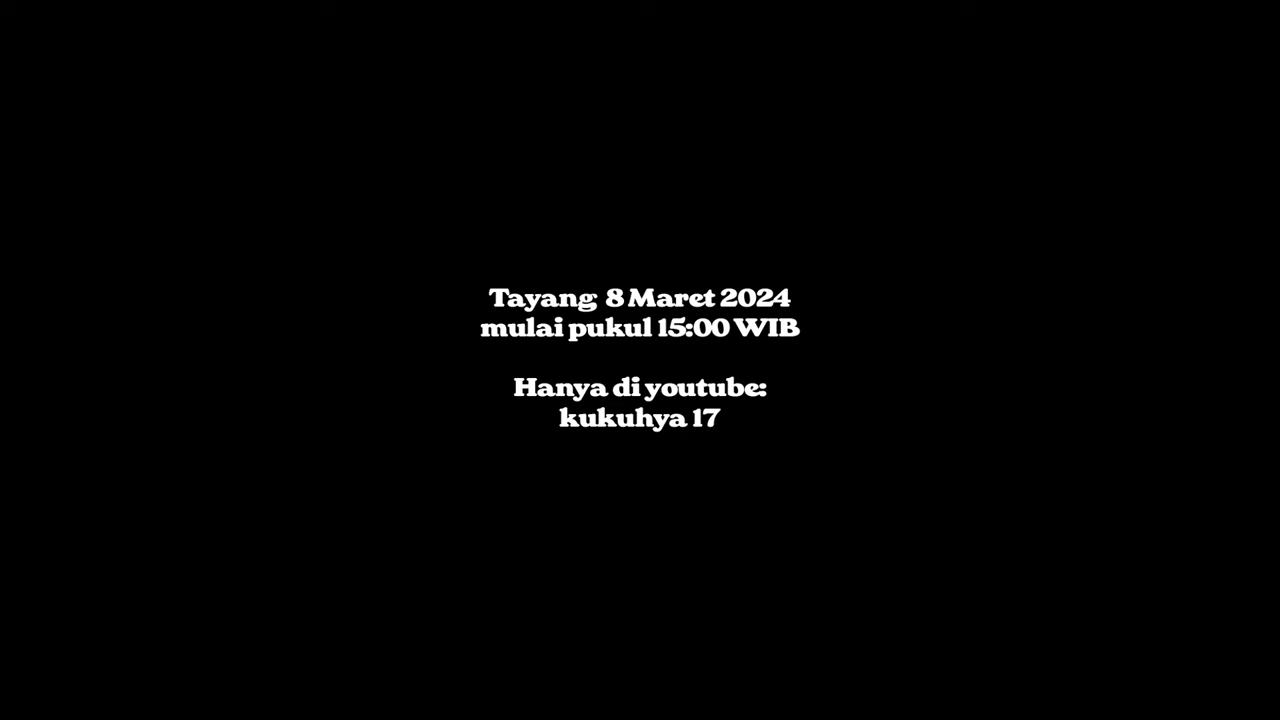 Tayang 8 Maret 2024
mulai pukul 15:00 WIB
Hanya di youtube:
kukuhya 17